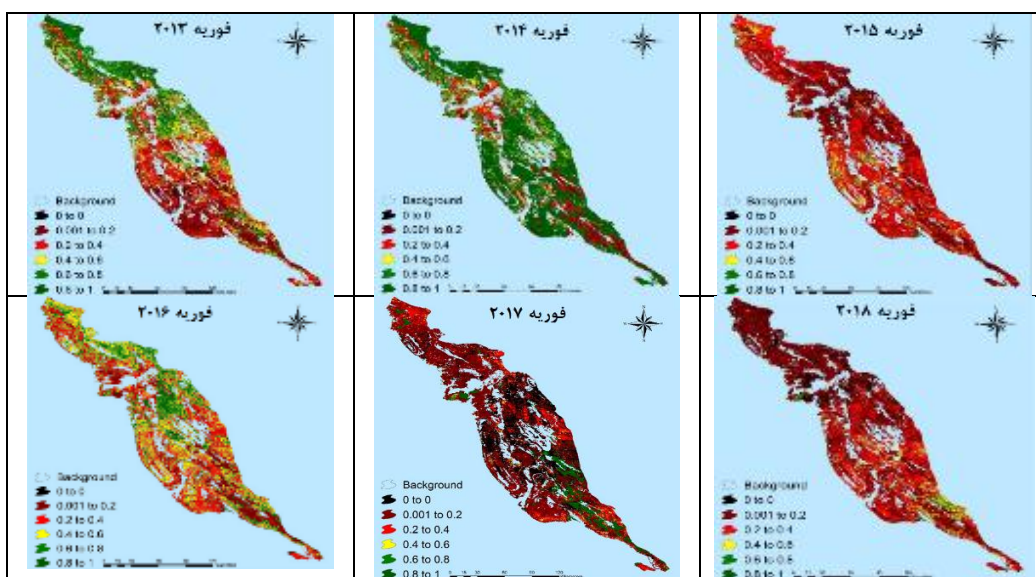 فوریه ۲۰۱۳
Background
0 to 0
0.001 to 0.2
0.2 to 0.4
0.4 to 0.6
0.6 to 0.8
0.8 to 1
فوریه ۲۰۱۴
Background
0 to 0
0.001 to 0.2
0.2 to 0.4
0.4 to 0.6
0.6 to 0.8
0.8 to 1
فوریه ۲۰۱۵
Background
0 to 0
0.001 to 0.2
0.2 to 0.4
0.4 to 0.6
0.6 to 0.8
0.8 to 1
فوریه ۲۰۱۶
Background
0 to 0
0.001 to 0.2
0.2 to 0.4
0.4 to 0.6
0.6 to 0.8
0.8 to 1
فوریه ۲۰۱۷
Background
0 to 0
0.001 to 0.2
0.2 to 0.4
0.4 to 0.6
0.6 to 0.8
0.8 to 1
فوریه ۲۰۱۸
Background
0 to 0
0.001 to 0.2
0.2 to 0.4
0.4 to 0.6
0.6 to 0.8
0.8 to 1